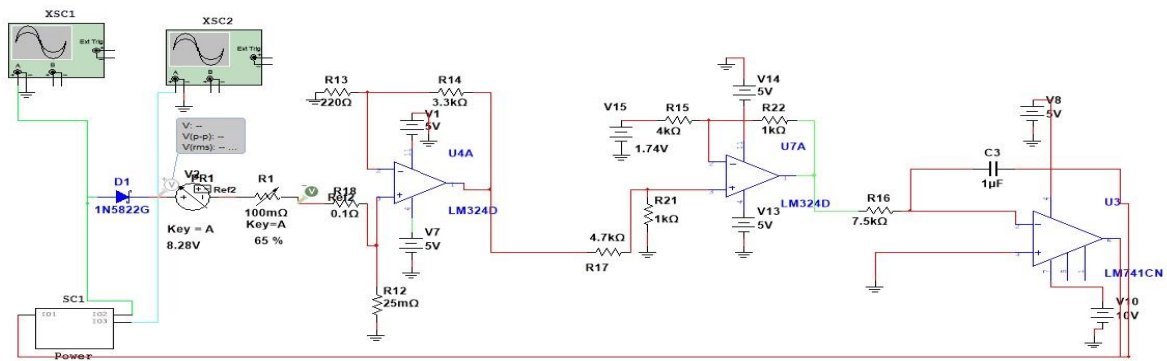 XSC1
Ext Trig
A
B
XSC2
Ext Trig
A
B
V: --
V(p-p): --
V(rms): -- ...
D1
1N5822G
PR1
Ref2
Key = A
8.28V
R1
100mΩ
Key=A
65 %
R18
0.1Ω
R12
25mΩ
R13
220Ω
R14
3.3kΩ
V1
5V
U4A
LM324D
V7
5V
4.7kΩ
R17
V15
1.74V
R15
4kΩ
V14
5V
R22
1kΩ
U7A
LM324D
R21
1kΩ
V13
5V
R16
7.5kΩ
C3
1µF
V8
5V
U3
LM741CN
V10
10V
SC1
IO1
IO2
IO3
Power